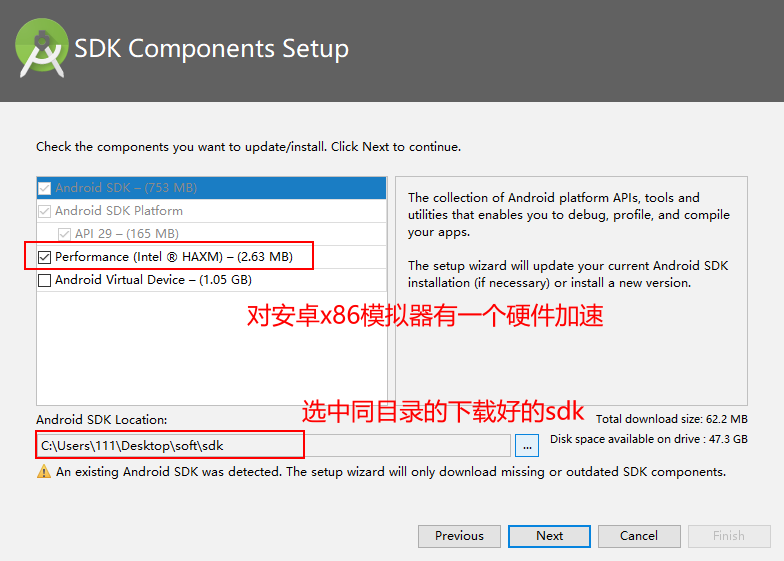 SDK Components Setup
Check the components you want to update/install. Click Next to continue.
Android SDK – (753 MB)
Android SDK Platform
API 29 – (165 MB)
Performance (Intel ® HAXM) – (2.63 MB)
Android Virtual Device – (1.05 GB)
The collection of Android platform APIs, tools and
utilities that enables you to debug, profile, and compile
your apps.
The setup wizard will update your current Android SDK
installation (if necessary) or install a new version.
对安卓x86模拟器有一个硬件加速
选中同目录的下载好的sdk
Android SDK Location:
Total download size: 62.2 MB
C:\Users\111\Desktop\soft\sdk
...
Disk space available on drive : 47.3 GB
An existing Android SDK was detected. The setup wizard will only download missing or outdated SDK components.
Previous
Next
Cancel
Finish